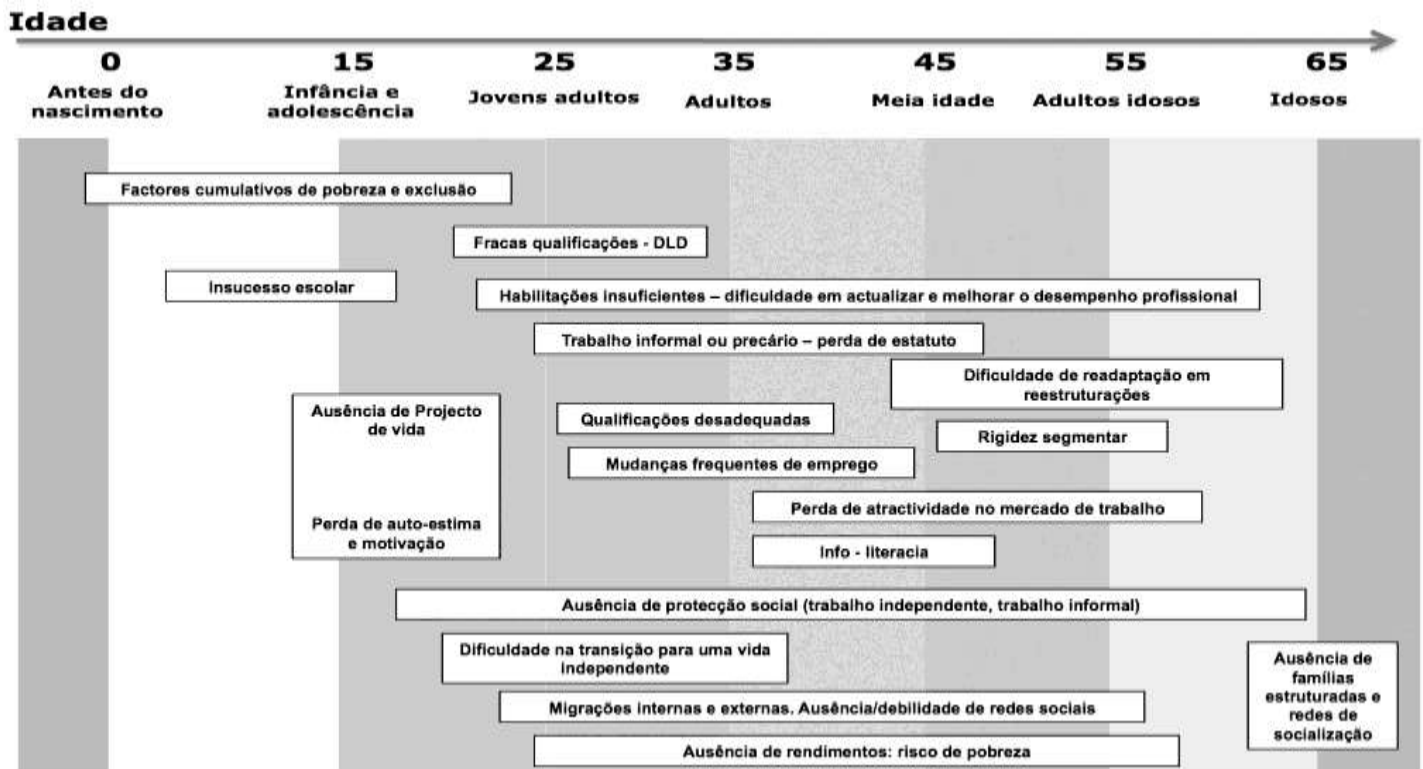 Idade
0 15 25 35 45 55 65
Antes do
nascimento
Infância e
adolescência
Jovens adultos
Adultos
Meia idade
Adultos idosos
Idosos
Factores cumulativos de pobreza e exclusão
Fracas qualificações - DLD
Insucesso escolar
Habilitações insuficientes – dificuldade em actualizar e melhorar o desempenho profissional
Trabalho informal ou precário – perda de estatuto
Dificuldade de readaptação em
reestruturações
Ausência de Projecto
de vida
Perda de auto-estima
e motivação
Qualificações desadequadas
Rigidez segmentar
Mudanças frequentes de emprego
Perda de atractividade no mercado de trabalho
Info - literacia
Ausência de protecção social (trabalho independente, trabalho informal)
Dificuldade na transição para uma vida
independente
Ausência de
famílias
estruturadas e
redes de
socialização
Migrações internas e externas. Ausência/debilidade de redes sociais
Ausência de rendimentos: risco de pobreza